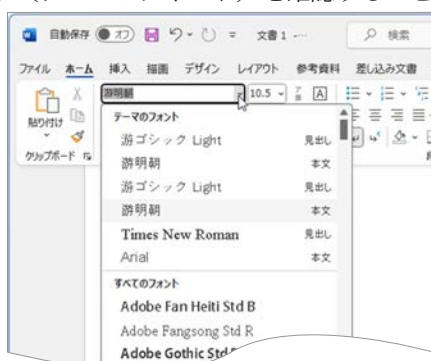 自動保存 オフ 文書 1 検索
ファイル ホーム 挿入 描画 デザイン レイアウト 参考資料 差し込み文書
貼り付け
クリップボード
游明朝 10.5
テーマのフォント
游ゴシック Light 見出し
游明朝 本文
游ゴシック Light 見出し
游明朝 本文
Times New Roman 見出し
Arial 本文
すべてのフォント
Adobe Fan Heiti Std B
Adobe Fangsong Std R
Adobe Gothic Std